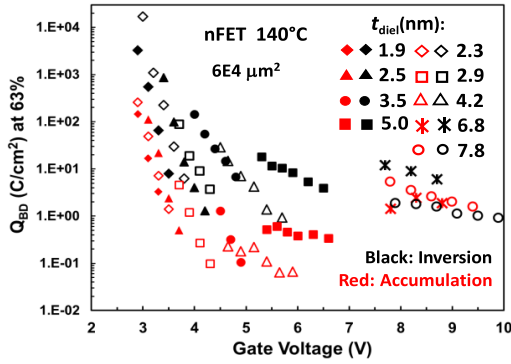 nFET 140°C
6E4 μm²
t_diel(nm):
1.9
2.3
2.5
2.9
3.5
4.2
5.0
6.8
7.8
Black: Inversion
Red: Accumulation
Q_BD (C/cm²) at 63%
1.E+04
1.E+03
1.E+02
1.E+01
1.E+00
1.E-01
1.E-02
2 3 4 5 6 7 8 9 10
Gate Voltage (V)